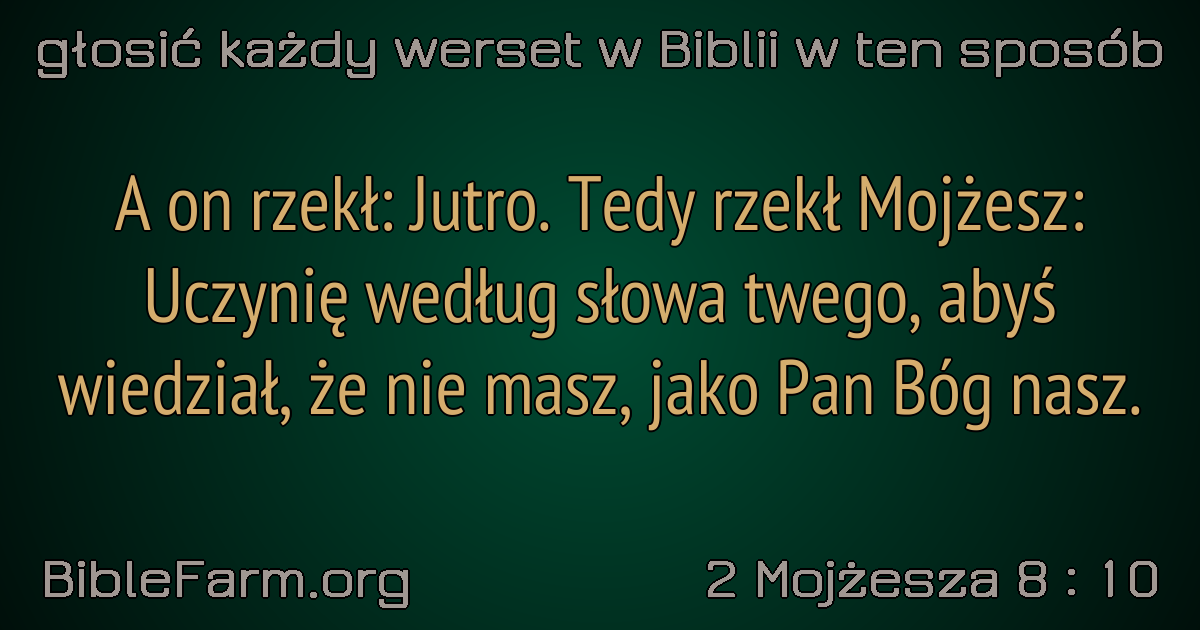 głosić każdy werset w Biblii w ten sposób
A on rzekł: Jutro. Tedy rzekł Mojżesz:
Uczynię według słowa twego, abyś
wiedział, że nie masz, jako Pan Bóg nasz.
BibleFarm.org
2 Mojżesza 8 : 10